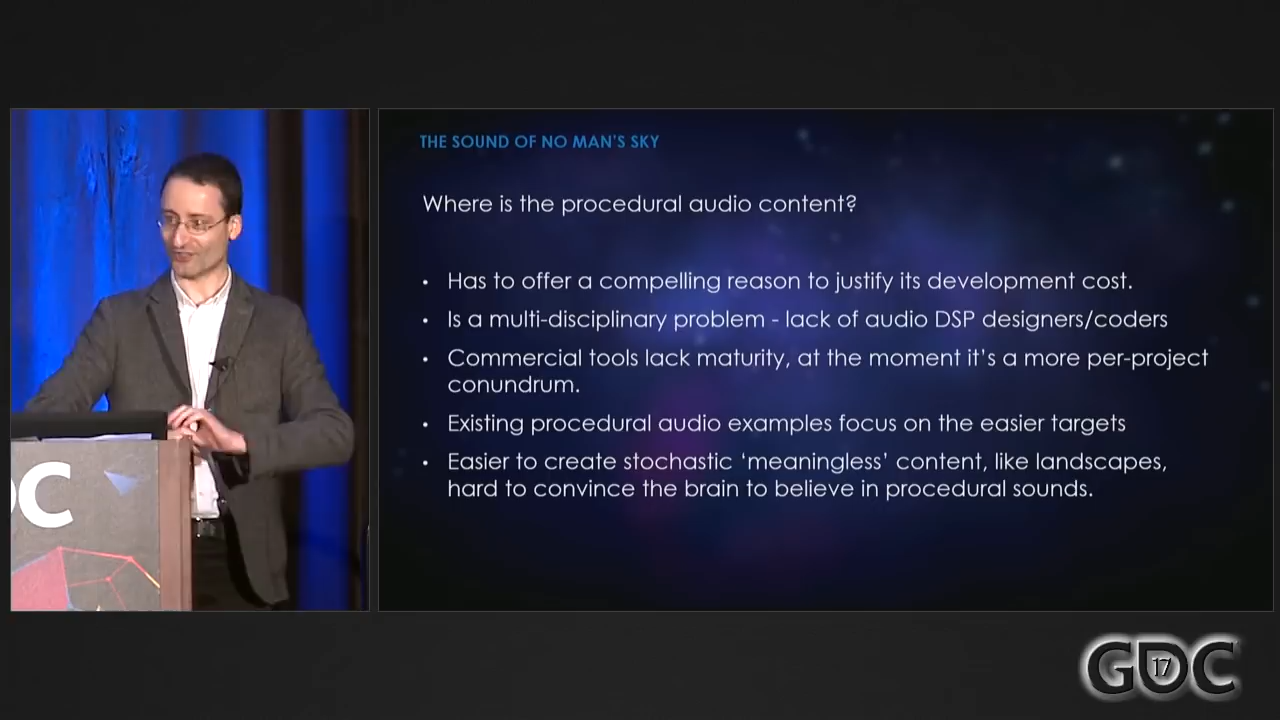 THE SOUND OF NO MAN'S SKY
Where is the procedural audio content?
• Has to offer a compelling reason to justify its development cost.
• Is a multi-disciplinary problem - lack of audio DSP designers/coders
• Commercial tools lack maturity, at the moment it's a more per-project
conundrum.
• Existing procedural audio examples focus on the easier targets
• Easier to create stochastic 'meaningless' content, like landscapes,
hard to convince the brain to believe in procedural sounds.
DC
GDC
17